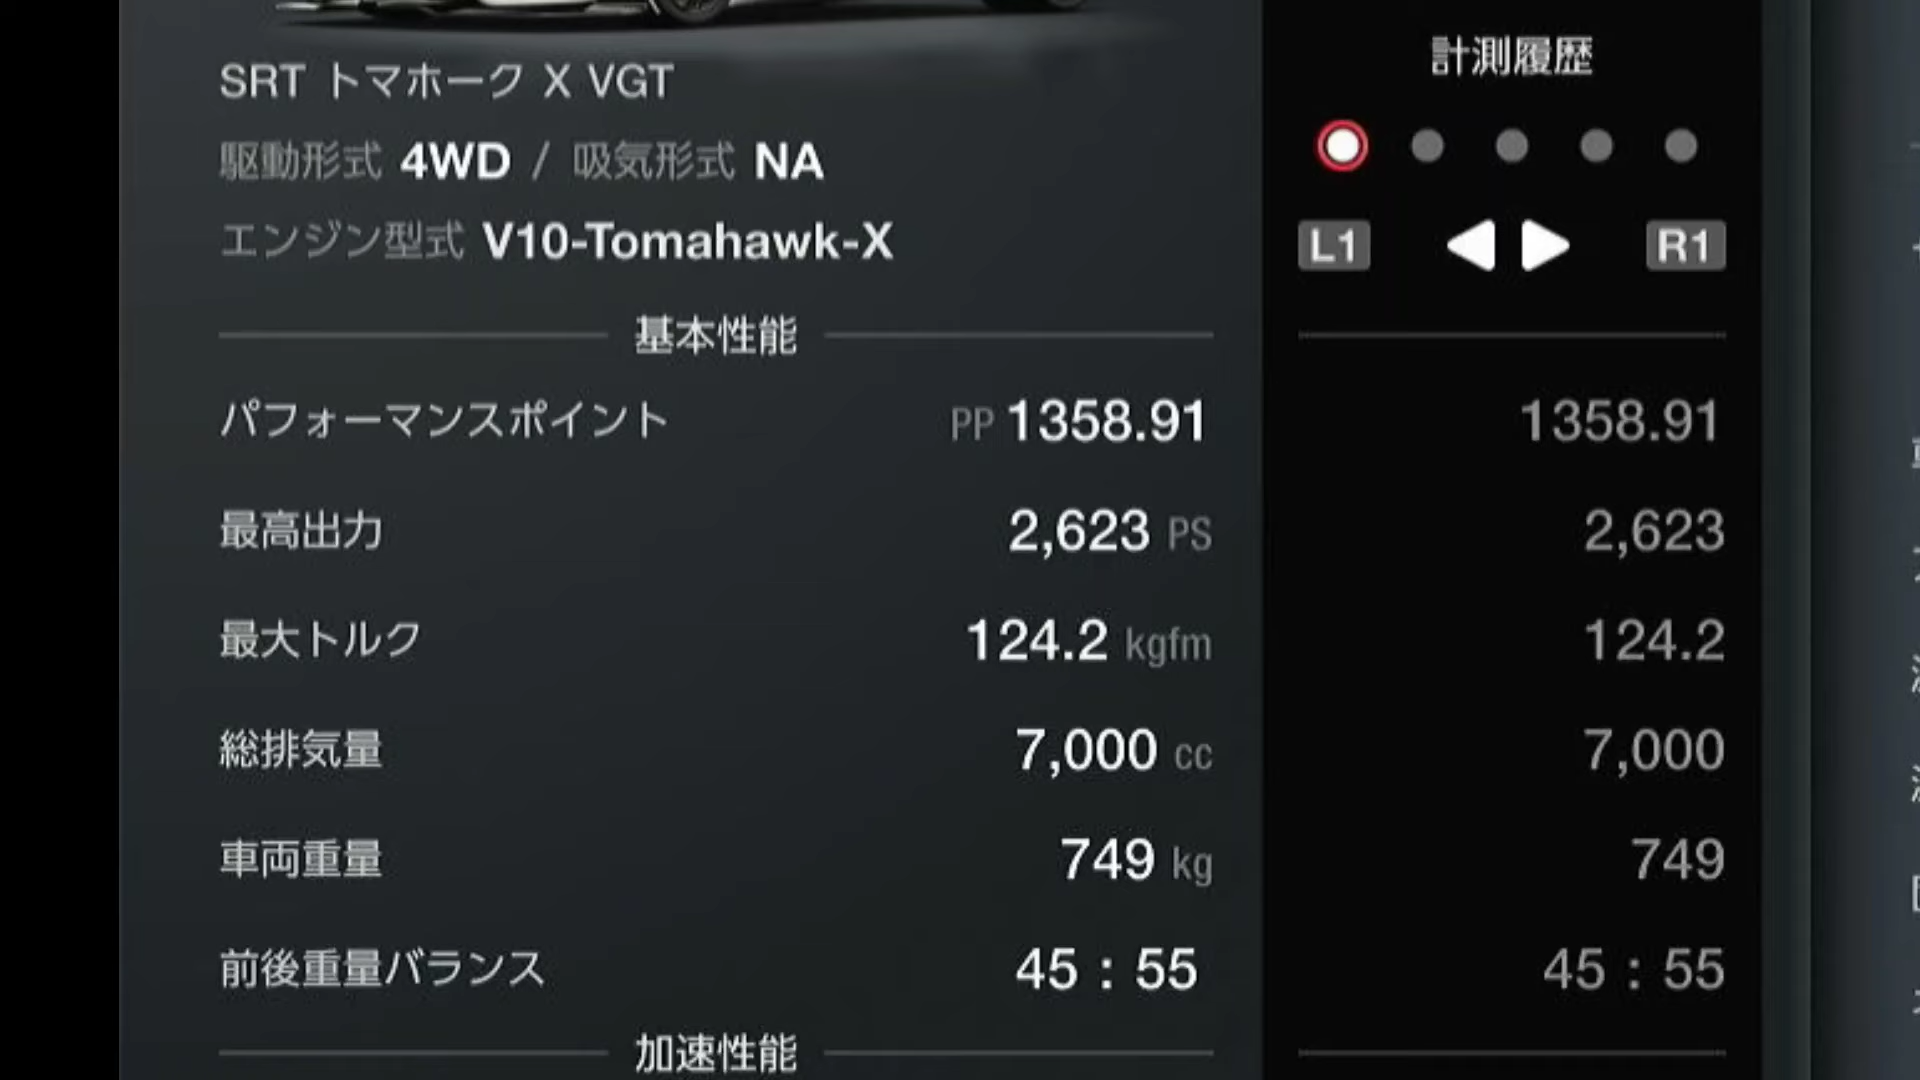 SRT トマホーク X VGT
駆動形式 4WD / 吸気形式 NA
エンジン型式 V10-Tomahawk-X
基本性能
パフォーマンスポイント PP 1358.91
最高出力 2,623 PS
最大トルク 124.2 kgfm
総排気量 7,000 cc
車両重量 749 kg
前後重量バランス 45 : 55
加速性能
計測履歴
L1 R1
1358.91
2,623
124.2
7,000
749
45 : 55